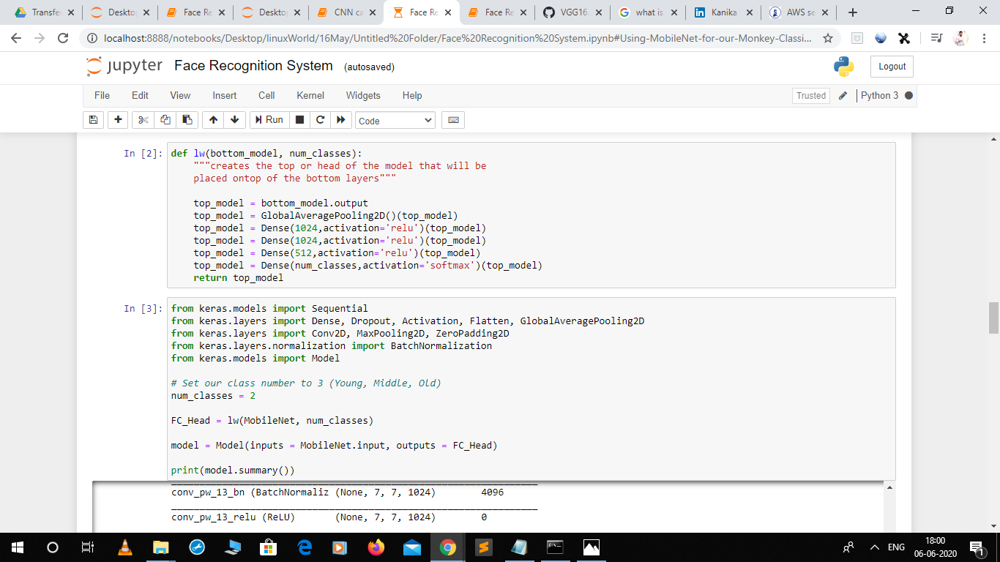 Transfe
Deskto
Face Re
Deskto
CNN ca
Face Re
Face Re
VGG16.
what is
Kanika
AWS se
localhost:8888/notebooks/Desktop/linuxWorld/16May/Untitled%20Folder/Face%20Recognition%20System.ipynb#Using-MobileNet-for-our-Monkey-Classi...
jupyter Face Recognition System (autosaved)
Logout
File Edit View Insert Cell Kernel Widgets Help
Trusted
Python 3
Run
Code
In [2]: def lw(bottom_model, num_classes):
"""creates the top or head of the model that will be
placed ontop of the bottom layers"""
top_model = bottom_model.output
top_model = GlobalAveragePooling2D()(top_model)
top_model = Dense(1024,activation='relu')(top_model)
top_model = Dense(1024,activation='relu')(top_model)
top_model = Dense(512,activation='relu')(top_model)
top_model = Dense(num_classes,activation='softmax')(top_model)
return top_model
In [3]: from keras.models import Sequential
from keras.layers import Dense, Dropout, Activation, Flatten, GlobalAveragePooling2D
from keras.layers import Conv2D, MaxPooling2D, ZeroPadding2D
from keras.layers.normalization import BatchNormalization
from keras.models import Model
# Set our class number to 3 (Young, Middle, Old)
num_classes = 2
FC_Head = lw(MobileNet, num_classes)
model = Model(inputs = MobileNet.input, outputs = FC_Head)
print(model.summary())
conv_pw_13_bn (BatchNormaliz (None, 7, 7, 1024) 4096
conv_pw_13_relu (ReLU) (None, 7, 7, 1024) 0
ENG
18:00
06-06-2020
1